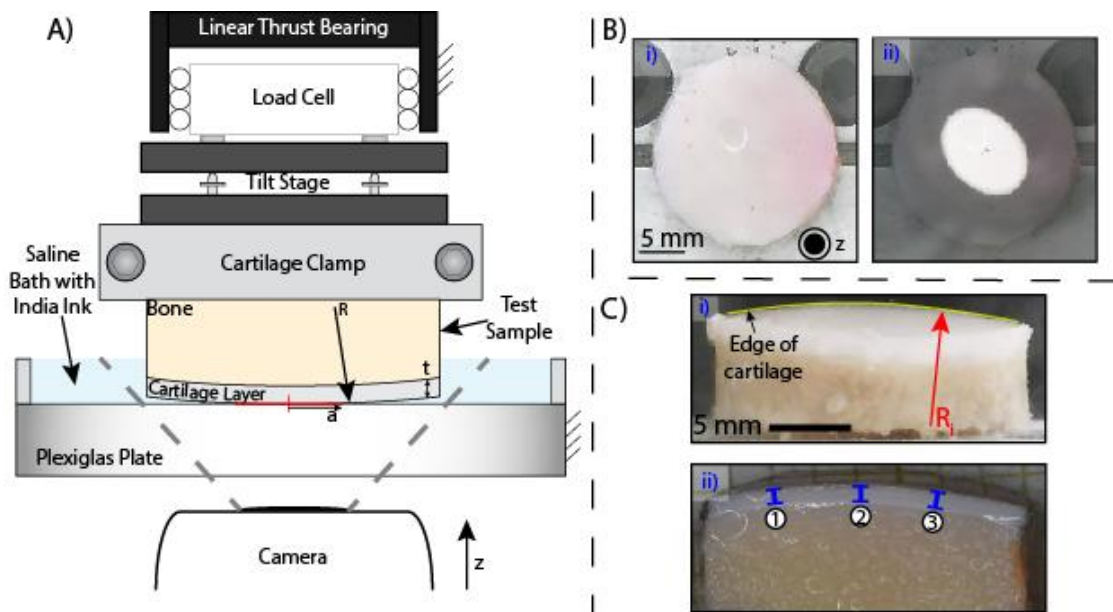 A)
Linear Thrust Bearing
Load Cell
Tilt Stage
Saline
Bath with
India Ink
Cartilage Clamp
Bone
R
Test
Sample
t
Cartilage Layer
a
Plexiglas Plate
Camera
z
B)
i)
5 mm
z
ii)
C)
i)
Edge of
cartilage
5 mm
Ri
ii)
1
2
3